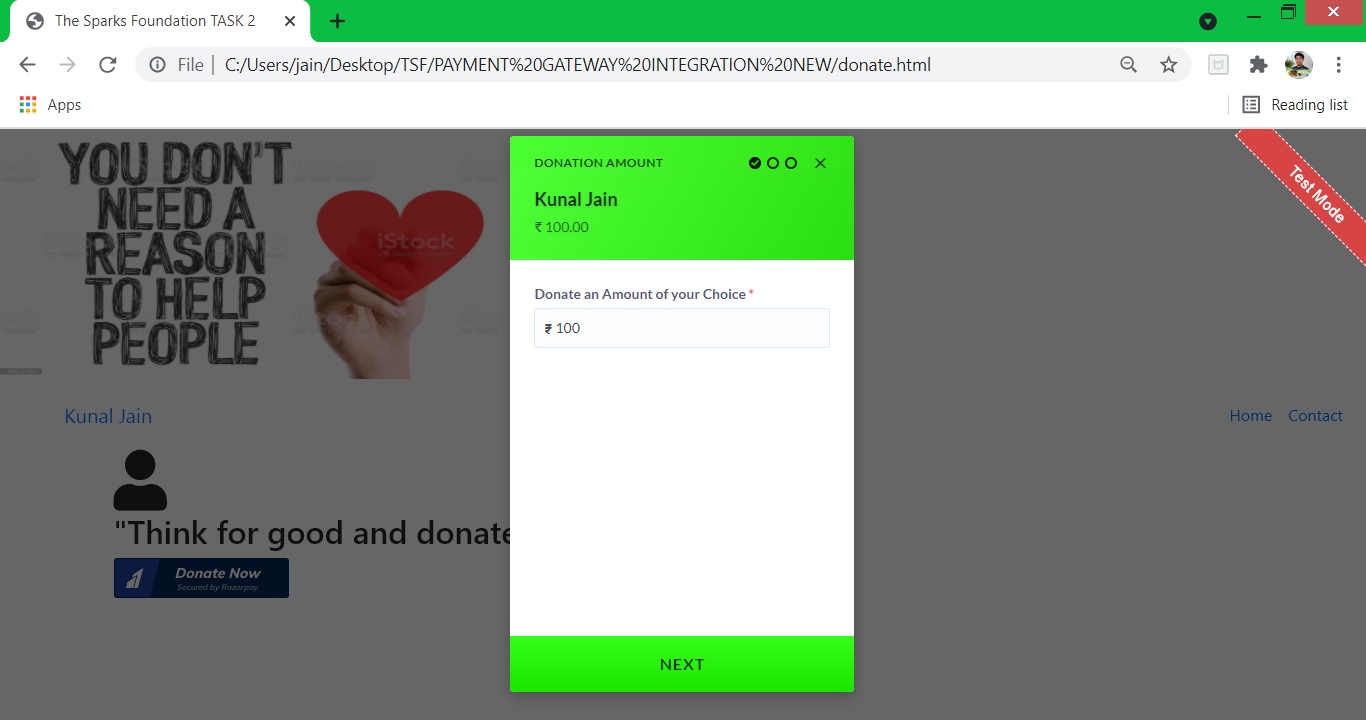 The Sparks Foundation TASK 2
File
C:/Users/jain/Desktop/TSF/PAYMENT%20GATEWAY%20INTEGRATION%20NEW/donate.html
Apps
Reading list
YOU DON'T
NEED A
REASON
TO HELP
PEOPLE
iStock
DONATION AMOUNT
Kunal Jain
₹ 100.00
Donate an Amount of your Choice *
₹ 100
NEXT
Test Mode
Kunal Jain
Home Contact
"Think for good and donate
Donate Now
Secured by Razorpay